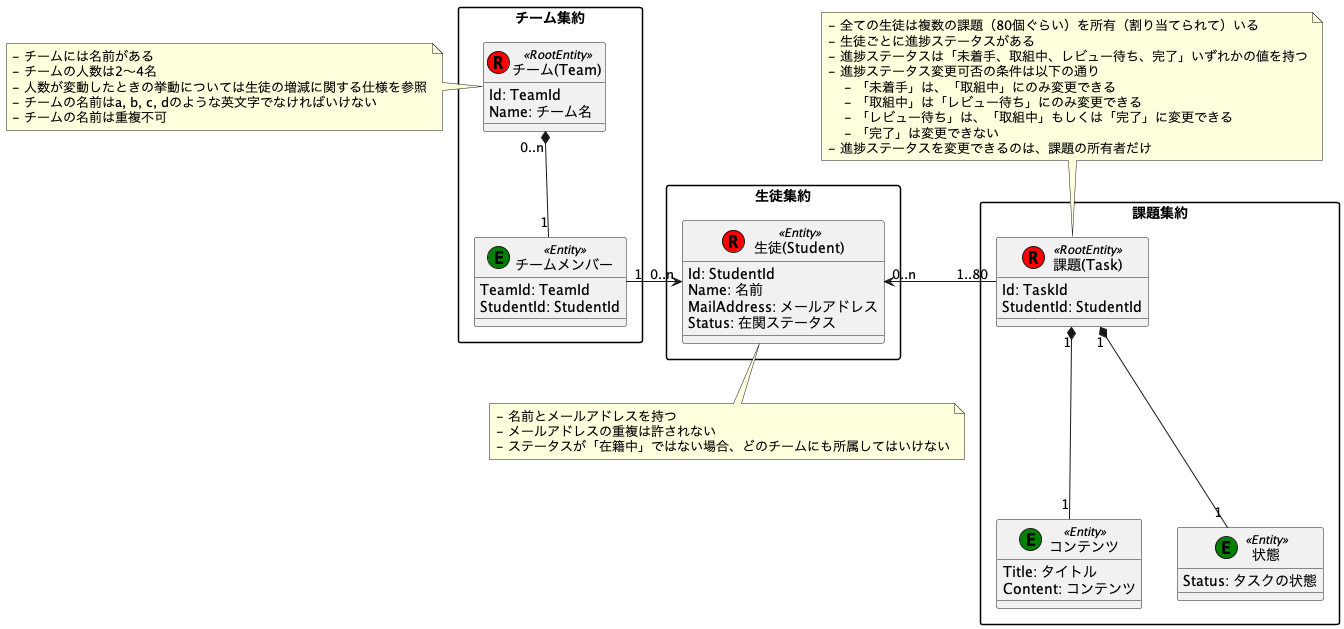 チーム集約
- チームには名前がある
- チームの人数は2〜4名
- 人数が変動したときの挙動については生徒の増減に関する仕様を参照
- チームの名前はa, b, c, dのような英文字でなければいけない
- チームの名前は重複不可
R
«RootEntity»
チーム(Team)
Id: TeamId
Name: チーム名
0..n
1
E
«Entity»
チームメンバー
TeamId: TeamId
StudentId: StudentId
1 0..n
生徒集約
R
«Entity»
生徒(Student)
Id: StudentId
Name: 名前
MailAddress: メールアドレス
Status: 在関ステータス
- 名前とメールアドレスを持つ
- メールアドレスの重複は許されない
- ステータスが「在籍中」ではない場合、どのチームにも所属してはいけない
0..n 1..80
- 全ての生徒は複数の課題（80個ぐらい）を所有（割り当てられて）いる
- 生徒ごとに進捗ステータスがある
- 進捗ステータスは「未着手、取組中、レビュー待ち、完了」いずれかの値を持つ
- 進捗ステータス変更可否の条件は以下の通り
- 「未着手」は、「取組中」にのみ変更できる
- 「取組中」は「レビュー待ち」にのみ変更できる
- 「レビュー待ち」は、「取組中」もしくは「完了」に変更できる
- 「完了」は変更できない
- 進捗ステータスを変更できるのは、課題の所有者だけ
課題集約
R
«RootEntity»
課題(Task)
Id: TaskId
StudentId: StudentId
1 1
1
1
E
«Entity»
コンテンツ
Title: タイトル
Content: コンテンツ
E
«Entity»
状態
Status: タスクの状態